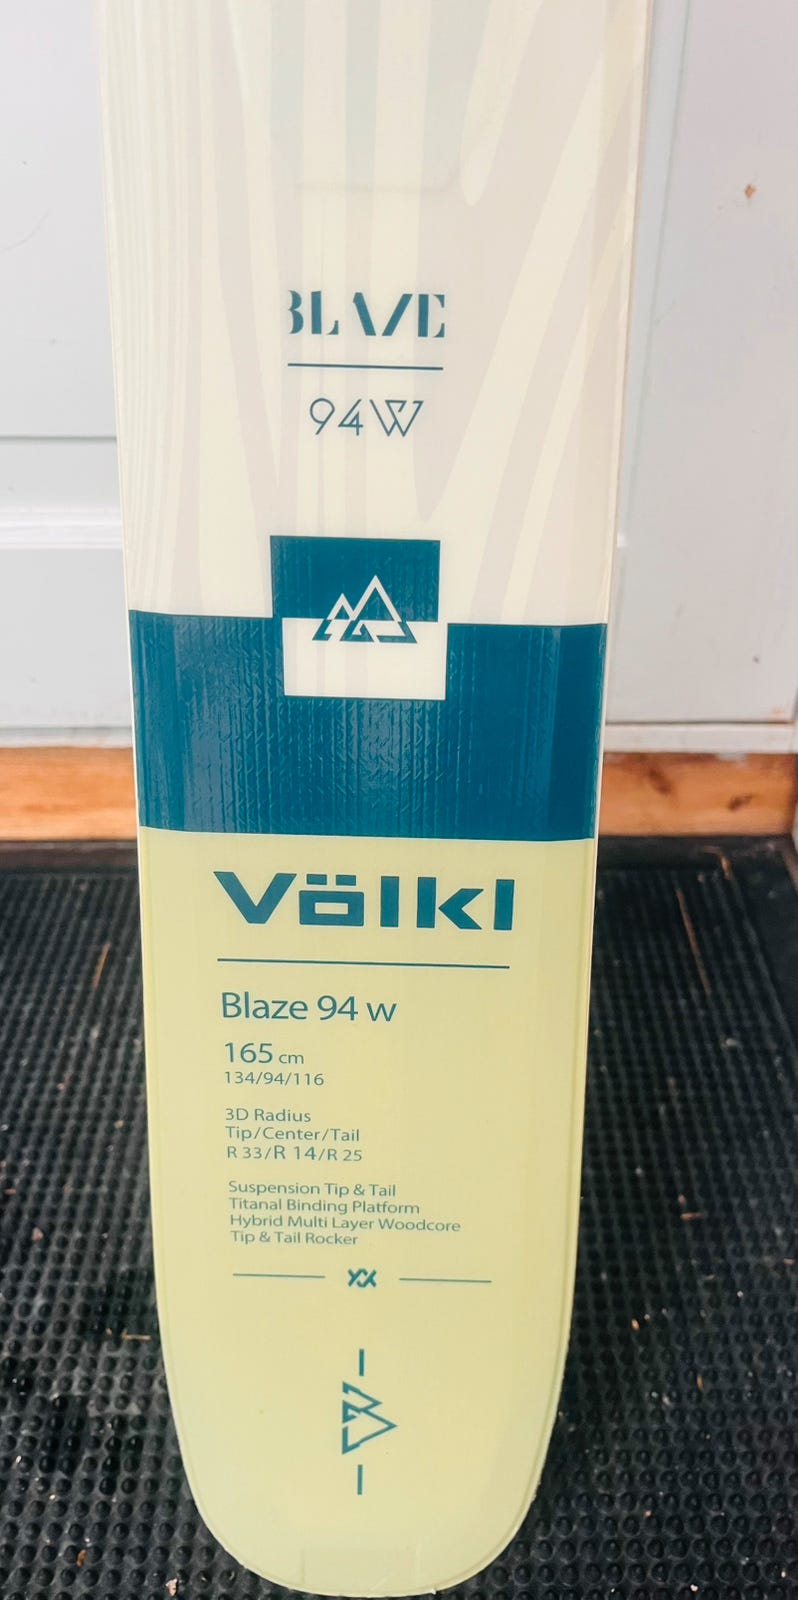 BLAZE
94W
Völkl
Blaze 94 w
165 cm
134/94/116
3D Radius
Tip/Center/Tail
R 33/R 14/R 25
Suspension Tip & Tail
Titanal Binding Platform
Hybrid Multi Layer Woodcore
Tip & Tail Rocker